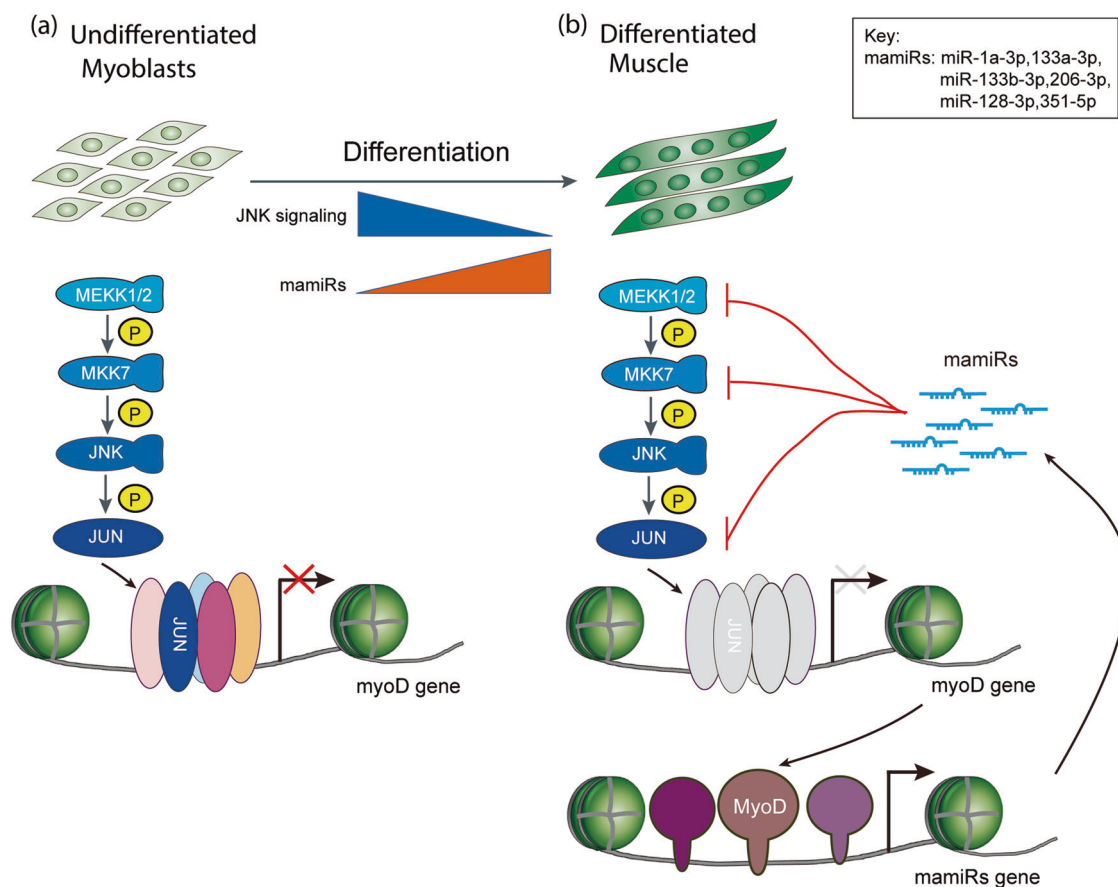 (a) Undifferentiated
Myoblasts
(b) Differentiated
Muscle
Key:
mamiRs: miR-1a-3p,133a-3p,
miR-133b-3p,206-3p,
miR-128-3p,351-5p
Differentiation
JNK signaling
mamiRs
MEKK1/2
P
MKK7
P
JNK
P
JUN
JUN
myoD gene
MEKK1/2
P
MKK7
P
JNK
P
JUN
mamiRs
JUN
myoD gene
MyoD
mamiRs gene